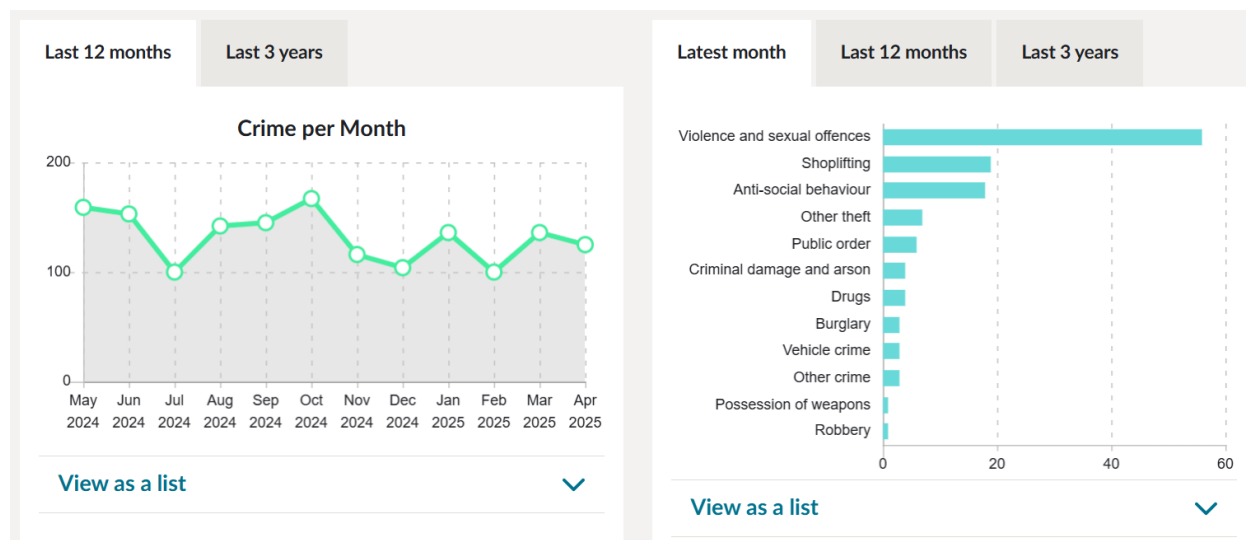 Last 12 months
Last 3 years
Crime per Month
200
100
0
May Jun Jul Aug Sep Oct Nov Dec Jan Feb Mar Apr
2024 2024 2024 2024 2024 2024 2024 2024 2025 2025 2025 2025
View as a list
Latest month
Last 12 months
Last 3 years
Violence and sexual offences
Shoplifting
Anti-social behaviour
Other theft
Public order
Criminal damage and arson
Drugs
Burglary
Vehicle crime
Other crime
Possession of weapons
Robbery
0 20 40 60
View as a list